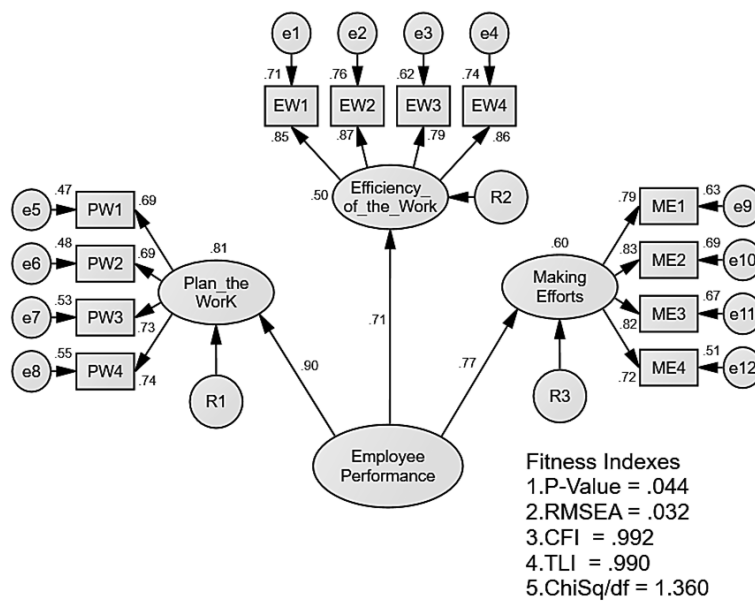 e1 e2 e3 e4
.71 .76 .62 .74
EW1 EW2 EW3 EW4
.85 .87 .79 .86
.50
Efficiency_
of_the_Work
R2
.47 .69
e5 PW1
.48 .69
e6 PW2
.53
e7 PW3 .73
.55
e8 PW4 .74
.81
Plan_the
WorK
R1
.60
Making
Efforts
R3
.79 ME1 .63 e9
.83 ME2 .69 e10
.82 ME3 .67 e11
.72 ME4 .51 e12
.90
.71
.77
Employee
Performance
Fitness Indexes
1.P-Value = .044
2.RMSEA = .032
3.CFI = .992
4.TLI = .990
5.ChiSq/df = 1.360